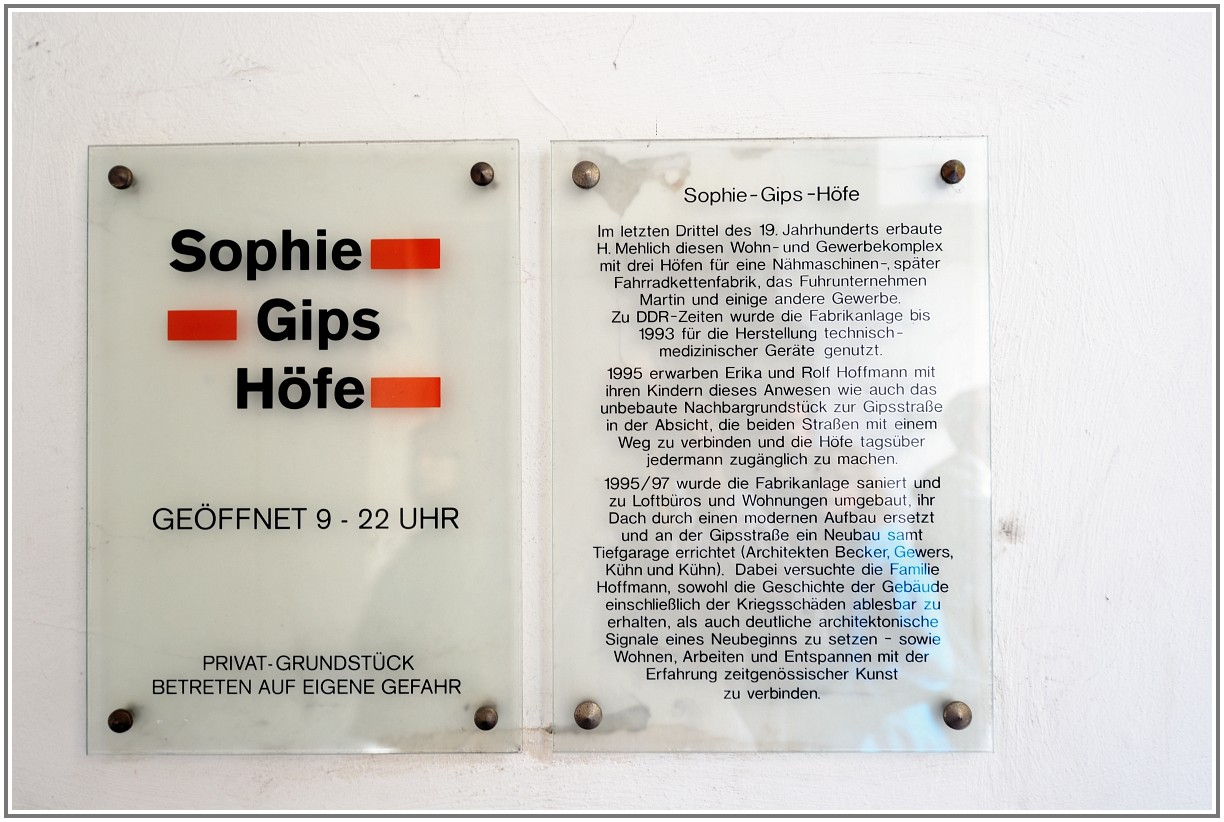 Sophie
Gips
Höfe
GEÖFFNET 9 - 22 UHR
PRIVAT-GRUNDSTÜCK
BETRETEN AUF EIGENE GEFAHR
Sophie-Gips-Höfe
Im letzten Drittel des 19. Jahrhunderts erbaute
H. Mehlich diesen Wohn- und Gewerbekomplex
mit drei Höfen für eine Nähmaschinen-, später
Fahrradkettenfabrik, das Fuhrunternehmen
Martin und einige andere Gewerbe.
Zu DDR-Zeiten wurde die Fabrikanlage bis
1993 für die Herstellung technisch-
medizinischer Geräte genutzt.
1995 erwarben Erika und Rolf Hoffmann mit
ihren Kindern dieses Anwesen wie auch das
unbebaute Nachbargrundstück zur Gipsstraße
in der Absicht, die beiden Straßen mit einem
Weg zu verbinden und die Höfe tagsüber
jedermann zugänglich zu machen.
1995/97 wurde die Fabrikanlage saniert und
zu Loftbüros und Wohnungen umgebaut, ihr
Dach durch einen modernen Aufbau ersetzt
und an der Gipsstraße ein Neubau samt
Tiefgarage errichtet (Architekten Becker, Gewers,
Kühn und Kühn). Dabei versuchte die Familie
Hoffmann, sowohl die Geschichte der Gebäude
einschließlich der Kriegsschäden ablesbar zu
erhalten, als auch deutliche architektonische
Signale eines Neubeginns zu setzen - sowie
Wohnen, Arbeiten und Entspannen mit der
Erfahrung zeitgenössischer Kunst
zu verbinden.